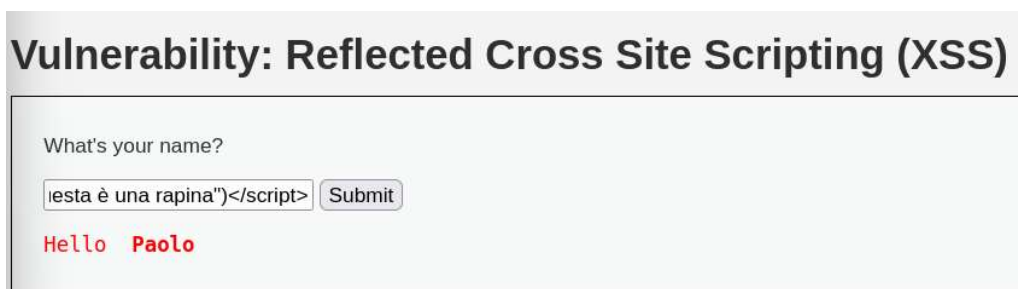 Vulnerability: Reflected Cross Site Scripting (XSS)
What's your name?
esta è una rapina")</script> Submit
Hello Paolo